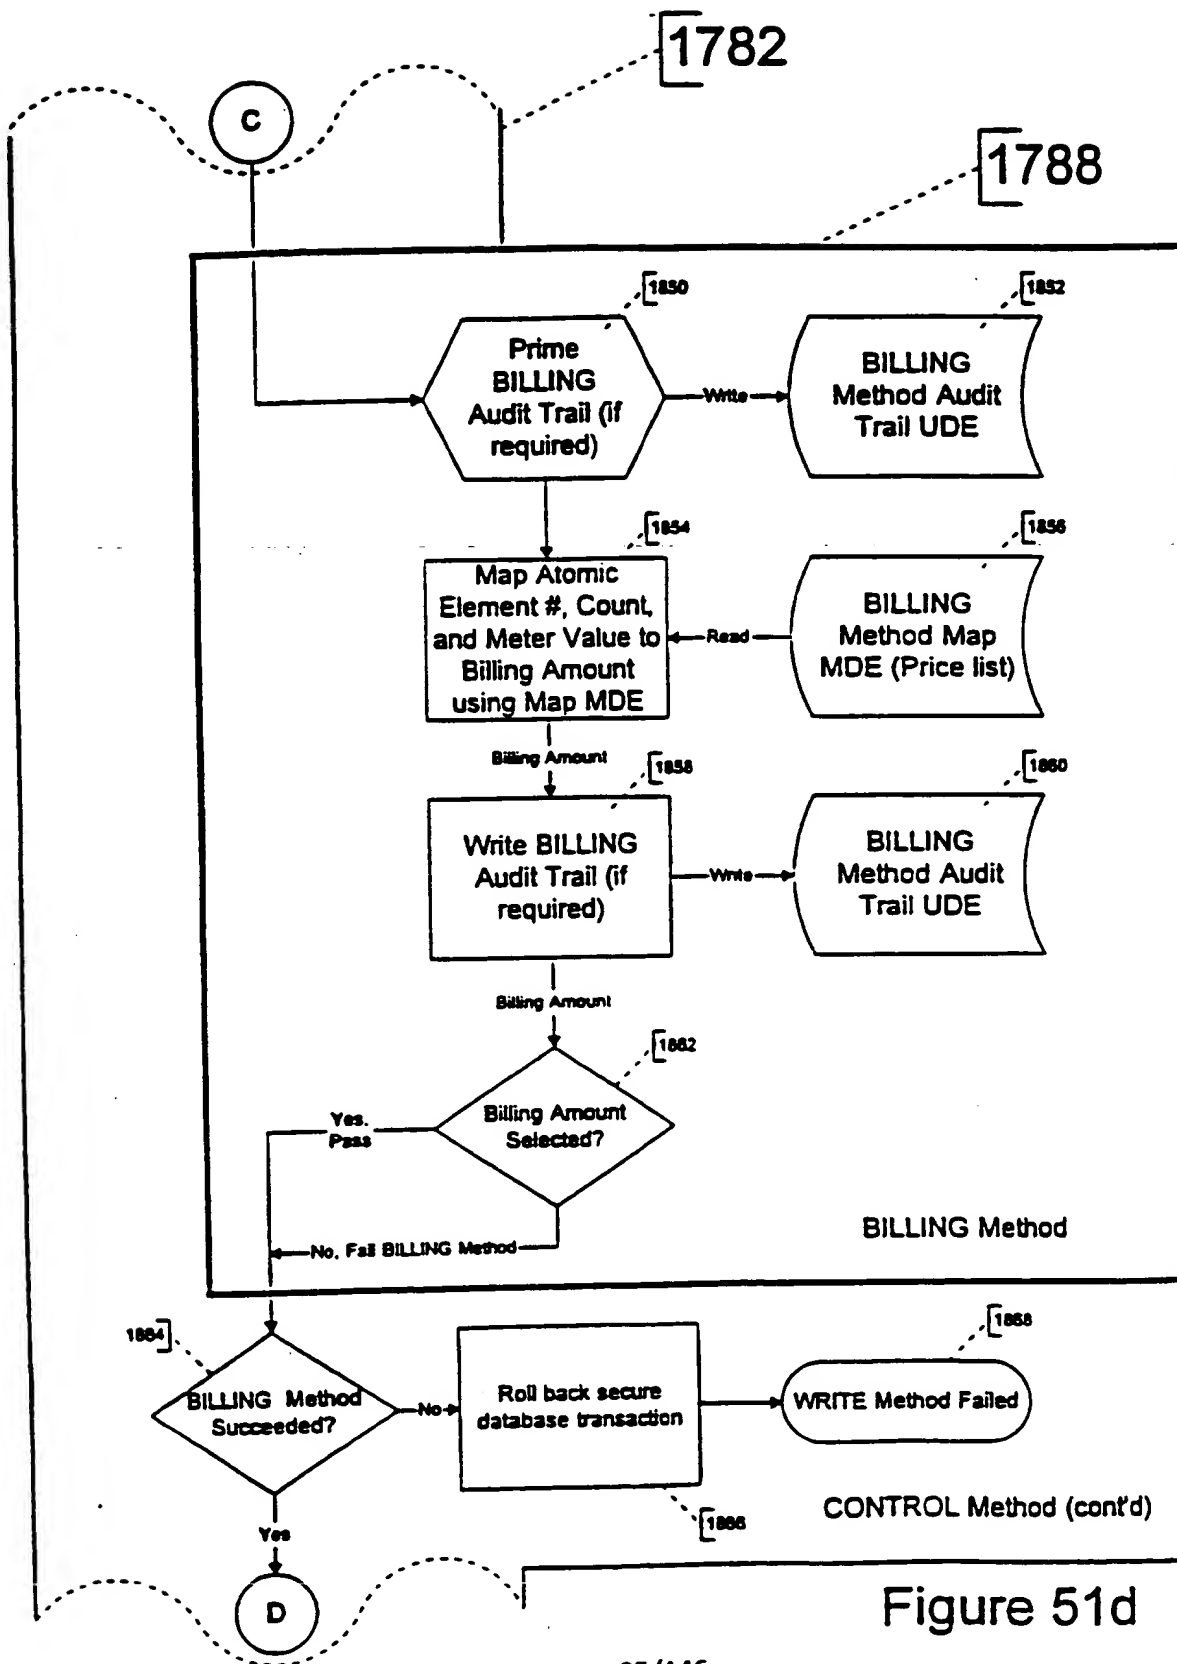 1782
C
1788
1850
1852
Prime
BILLING
Audit Trail (if
required)
Write
BILLING
Method Audit
Trail UDE
1854
1856
Map Atomic
Element #, Count,
and Meter Value to
Billing Amount
using Map MDE
Read
BILLING
Method Map
MDE (Price list)
Billing Amount
1858
1860
Write BILLING
Audit Trail (if
required)
Write
BILLING
Method Audit
Trail UDE
Billing Amount
1862
Billing Amount
Selected?
Yes.
Pass
No. Fail BILLING Method
BILLING Method
1864
1868
BILLING Method
Succeeded?
No
Roll back secure
database transaction
WRITE Method Failed
1866
CONTROL Method (cont'd)
Yes
D
Figure 51d